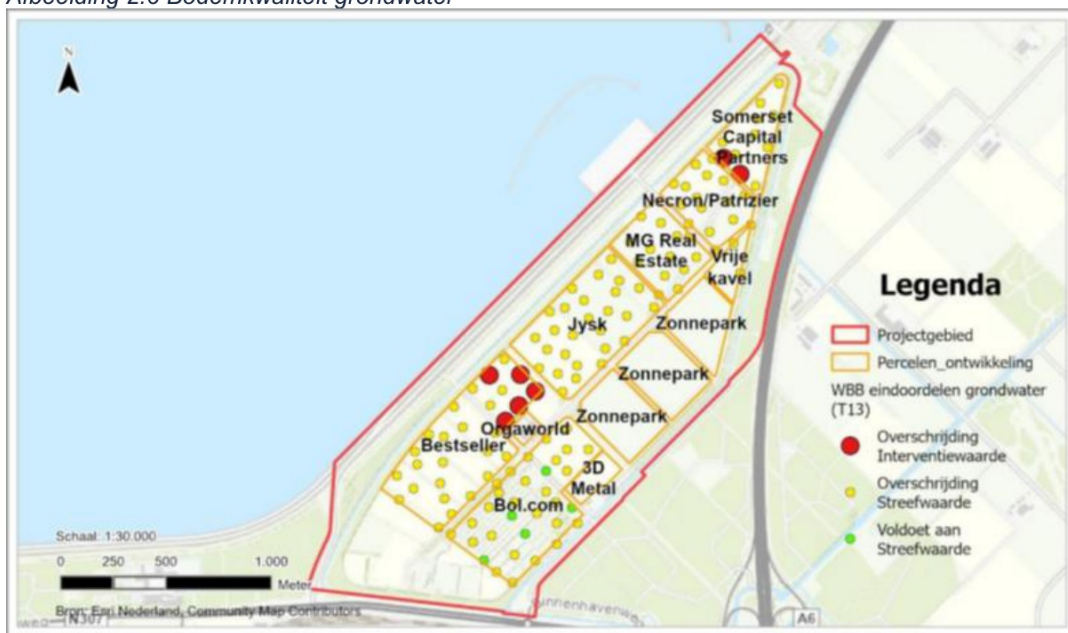 Afbeelding 2.6 Bodemkwaliteit grondwater
N
Somerset
Capital
Partners
Necron/Patrizier
MG Real
Estate
Vrije
kavel
Jysk
Zonnepark
Zonnepark
Zonnepark
Orgaworld
Bestseller
3D
Metal
Bol.com
Legenda
Projectgebied
Percelen_ontwikkeling
WBB eindoordelen grondwater
(T13)
Overschrijding
Interventiewaarde
Overschrijding
Streefwaarde
Voldoet aan
Streefwaarde
Schaal: 1:30.000
0 250 500 1.000
Meter
Bron: Esri Nederland, Community Map Contributors
N307
A6